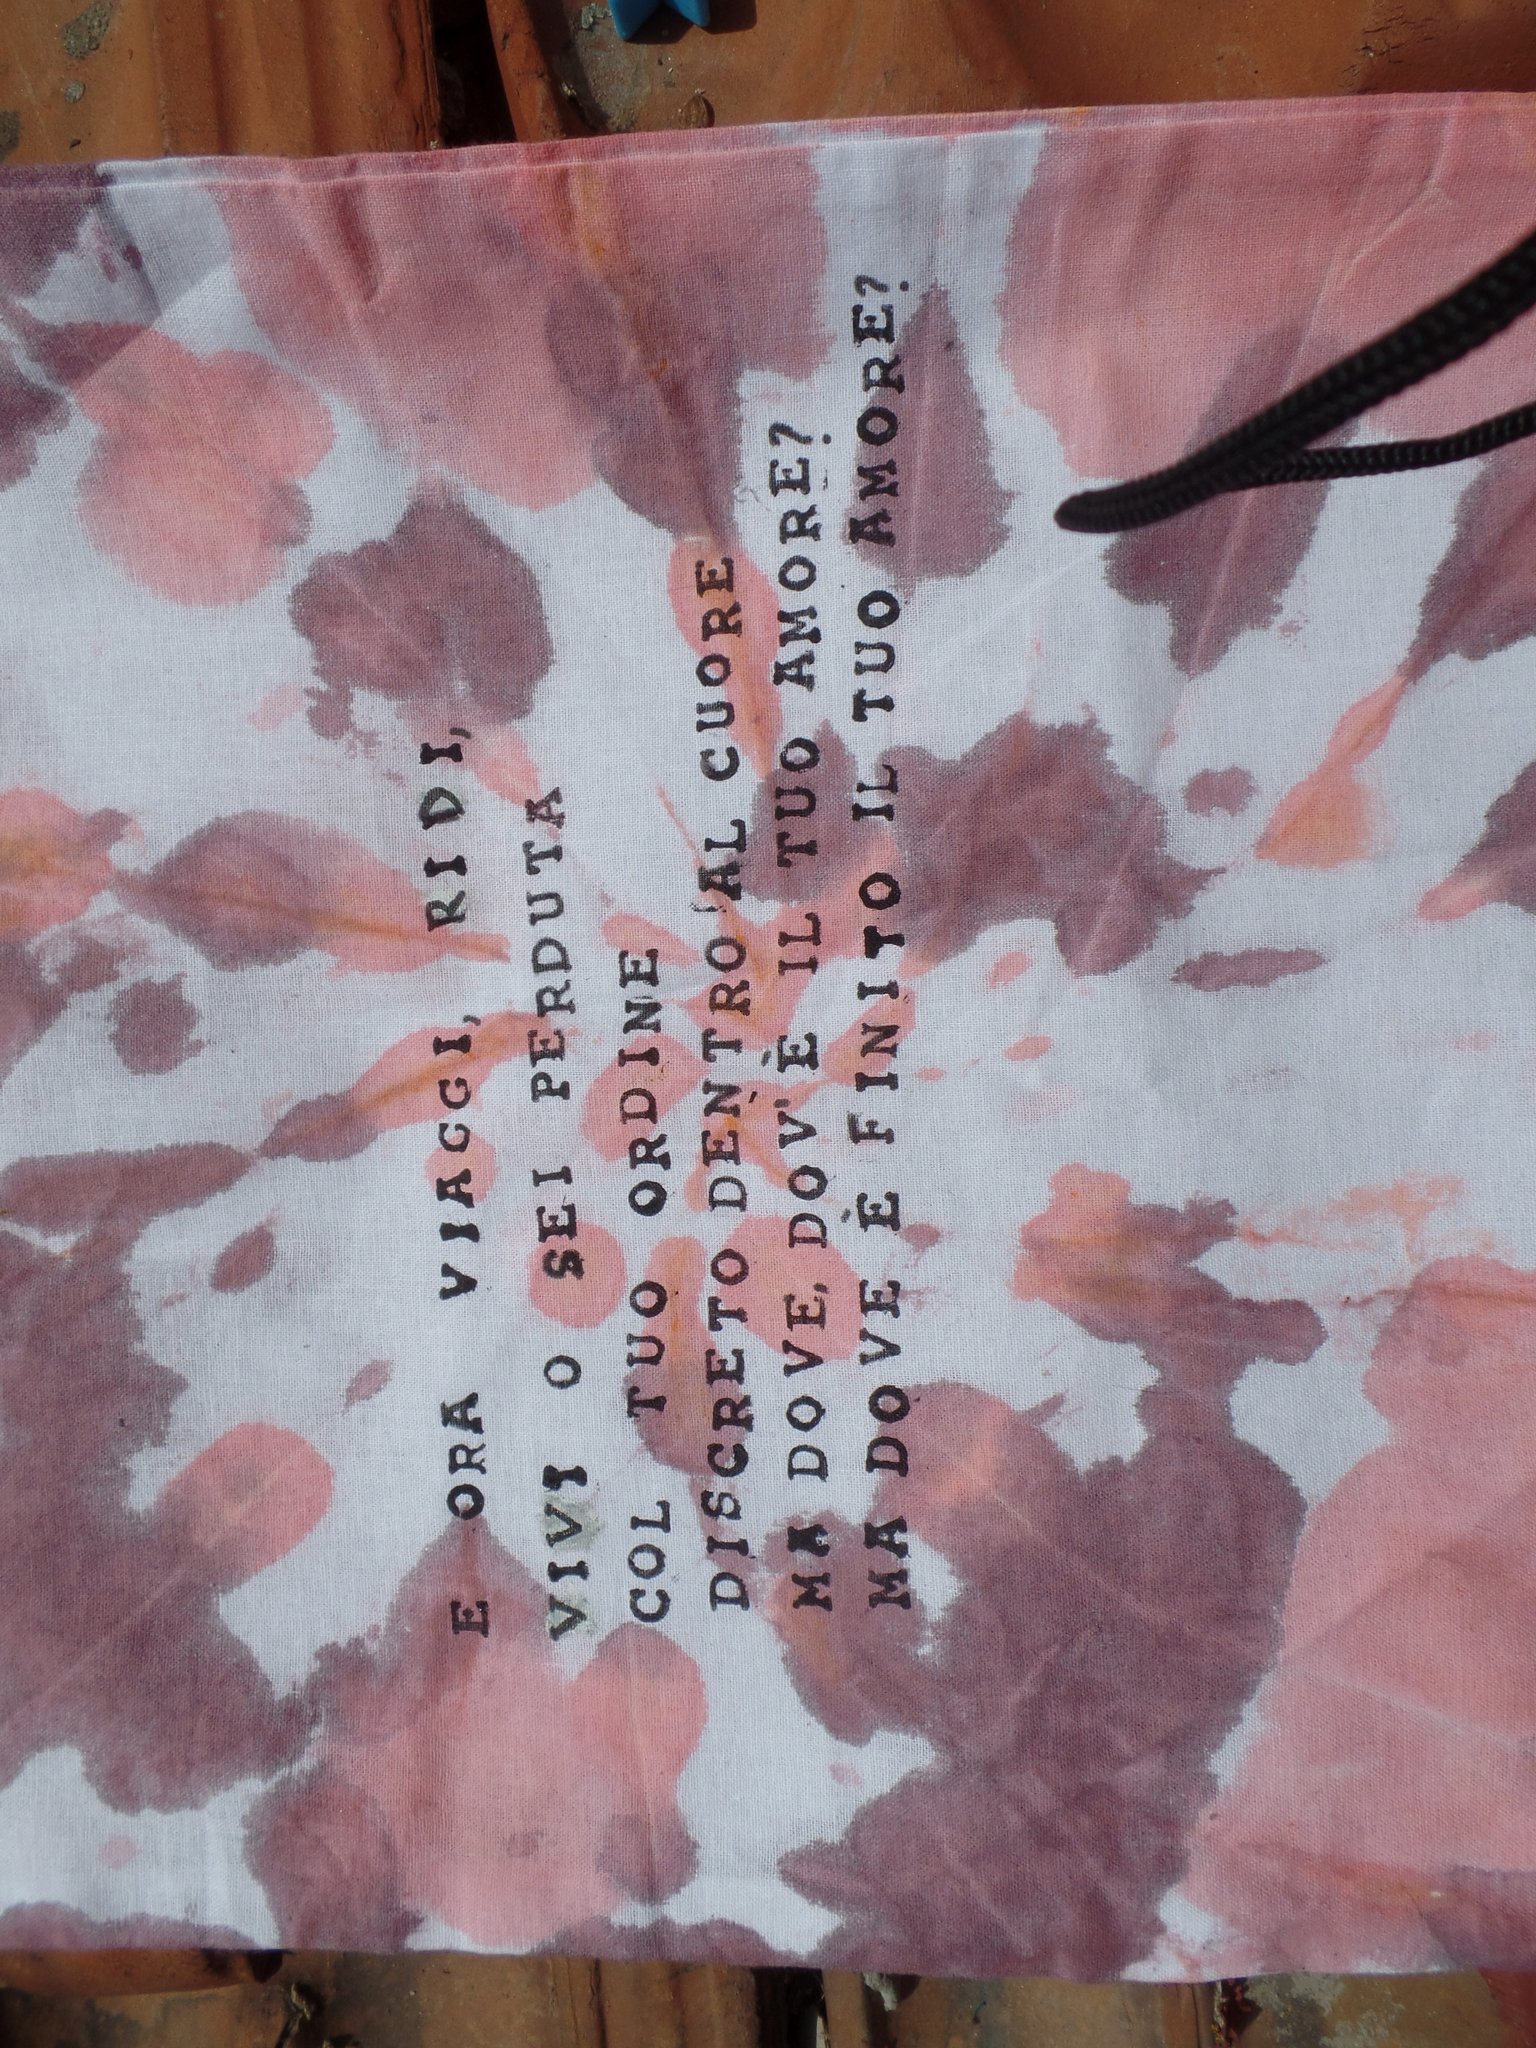 E ORA VIAGGI, RIDI,
VIVI O SEI PERDUTA
COL TUO ORDINE
DISCRETO DENTRO AL CUORE
MA DOVE, DOV'È IL TUO AMORE?
MA DOVE È FINITO IL TUO AMORE?